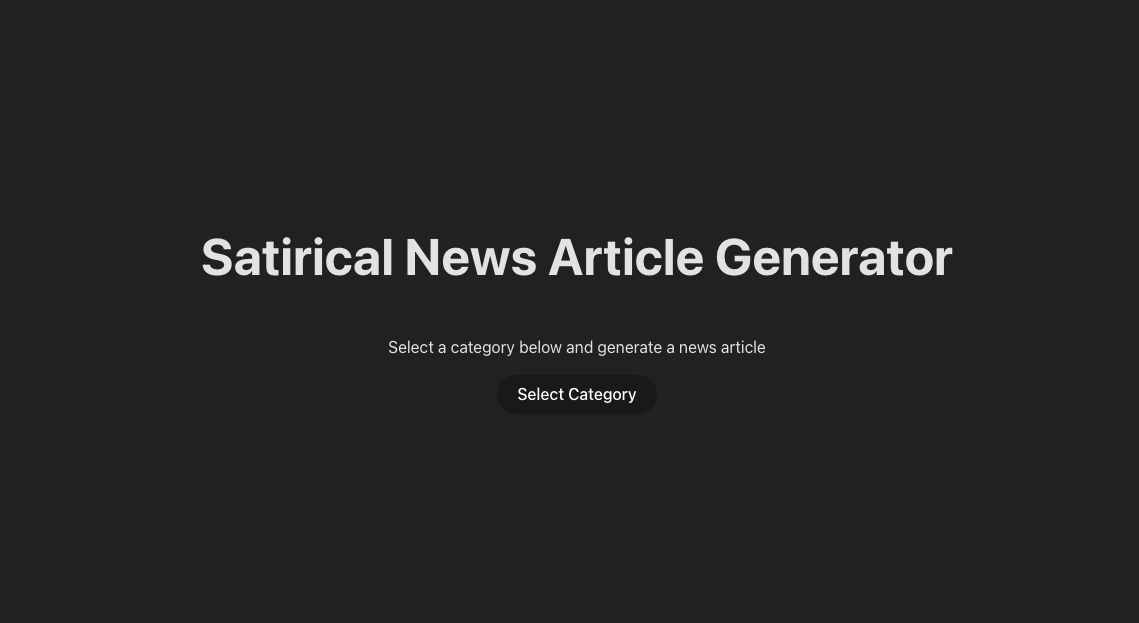 Satirical News Article Generator
Select a category below and generate a news article
Select Category